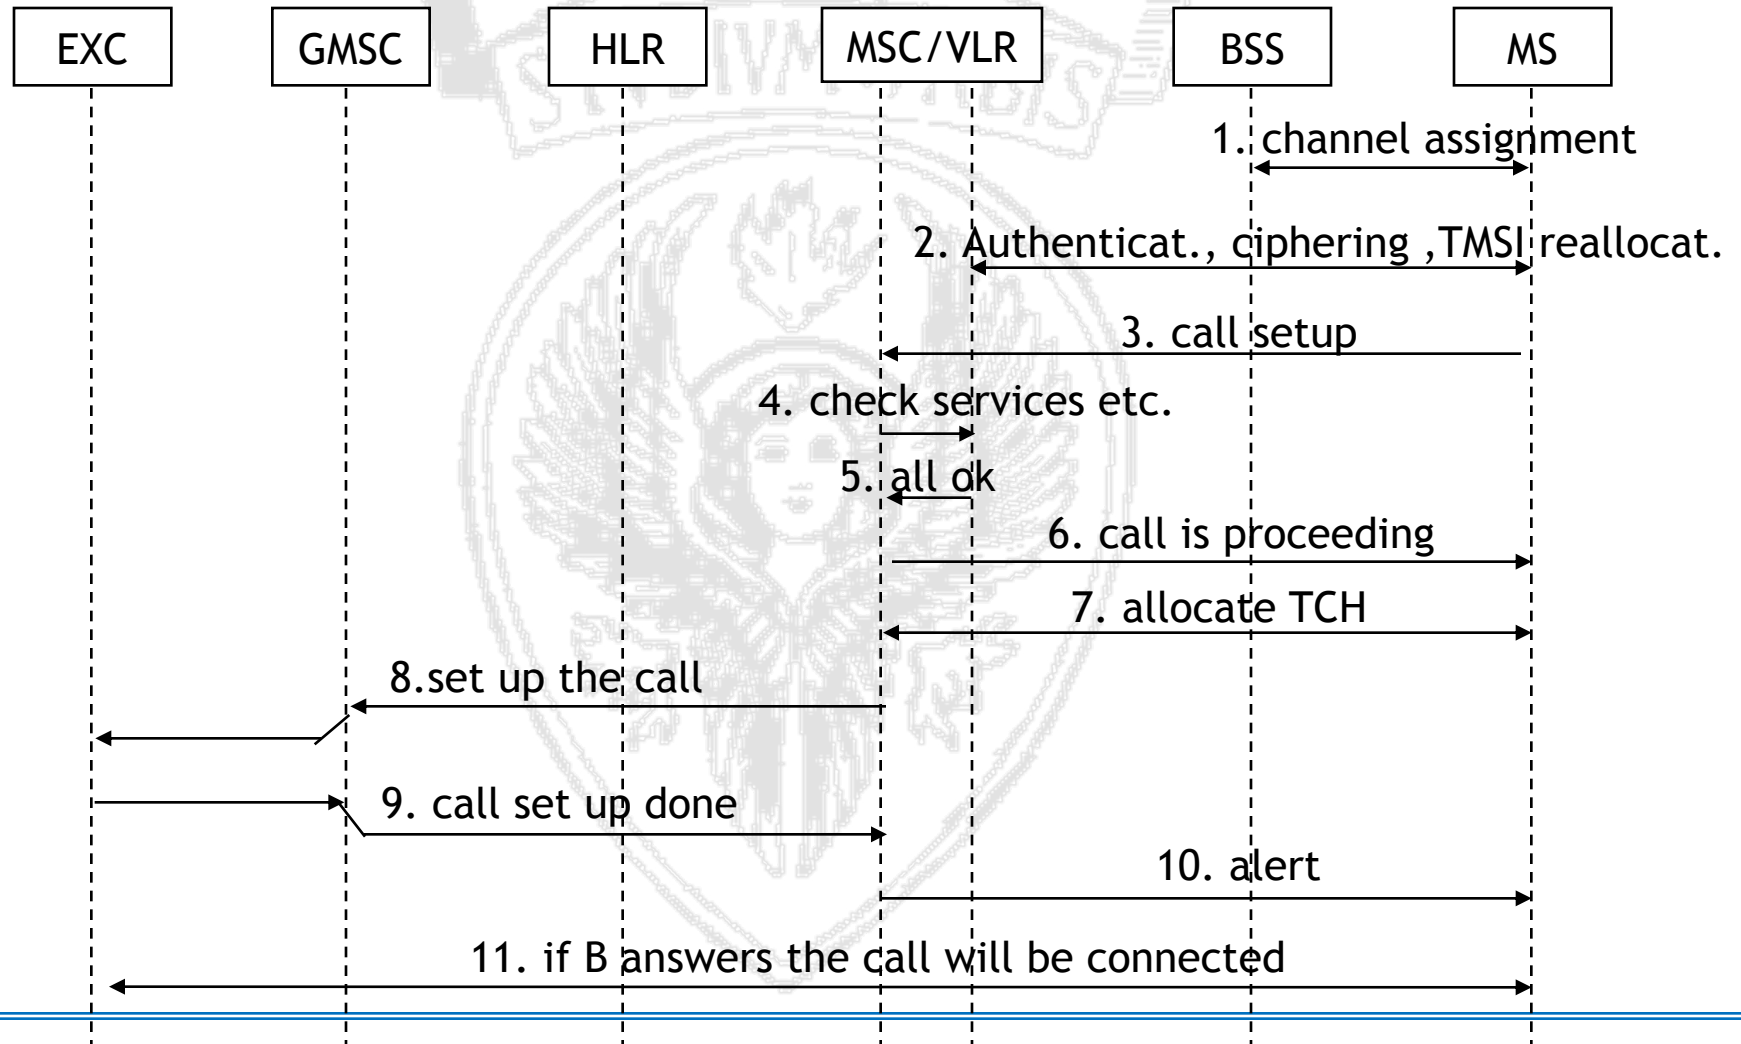 EXC GMSC HLR MSC/VLR BSS MS
1. channel assignment
2. Authenticat., ciphering ,TMSI reallocat.
3. call setup
4. check services etc.
5. all ok
6. call is proceeding
7. allocate TCH
8.set up the call
9. call set up done
10. alert
11. if B answers the call will be connected